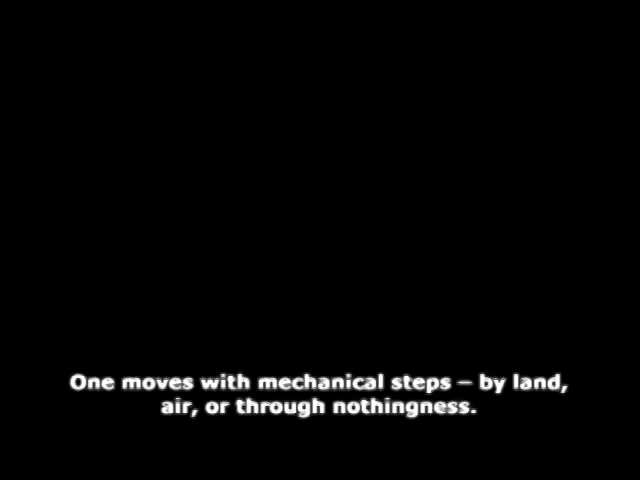 One moves with mechanical steps – by land,
air, or through nothingness.